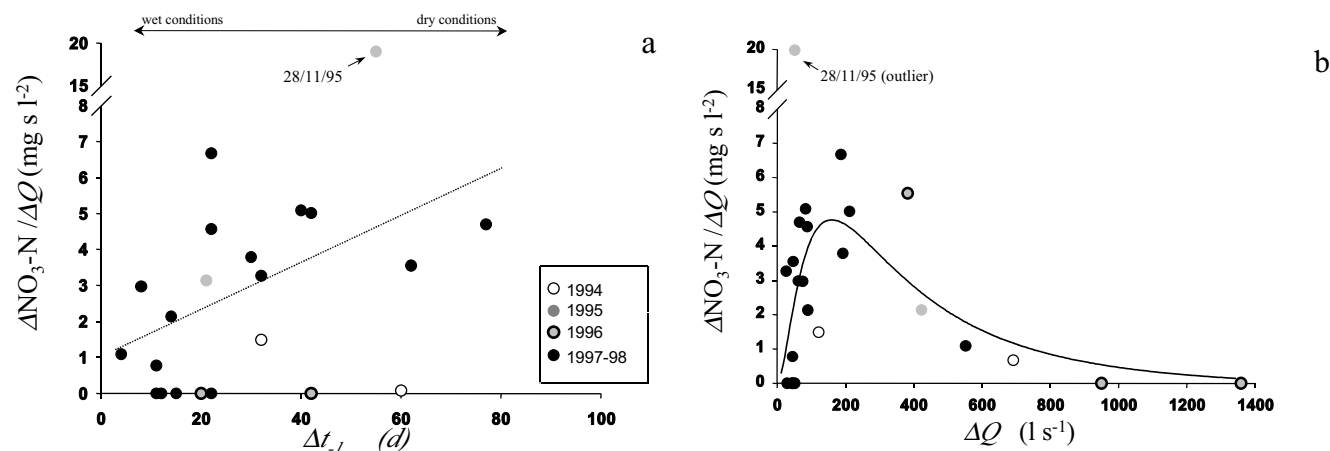 wet conditions dry conditions
a
20
28/11/95
15
8
7
6
5
4
3
2
1
0
ΔNO3-N /ΔQ (mg s l-2)
0 20 40 60 80 100
Δt-1 (d)
1994
1995
1996
1997-98
b
20
28/11/95 (outlier)
15
8
7
6
5
4
3
2
1
0
ΔNO3-N /ΔQ (mg s l-2)
0 200 400 600 800 1000 1200 1400
ΔQ (l s-1)